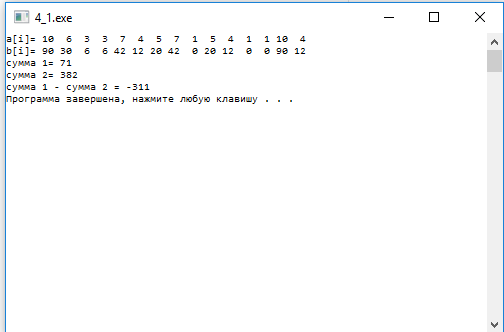 4_1.exe
a[i]= 10  6  3  3  7  4  5  7  1  5  4  1  1 10  4
b[i]= 90 30  6  6 42 12 20 42  0 20 12  0  0 90 12
сумма 1= 71
сумма 2= 382
сумма 1 - сумма 2 = -311
Программа завершена, нажмите любую клавишу . . .